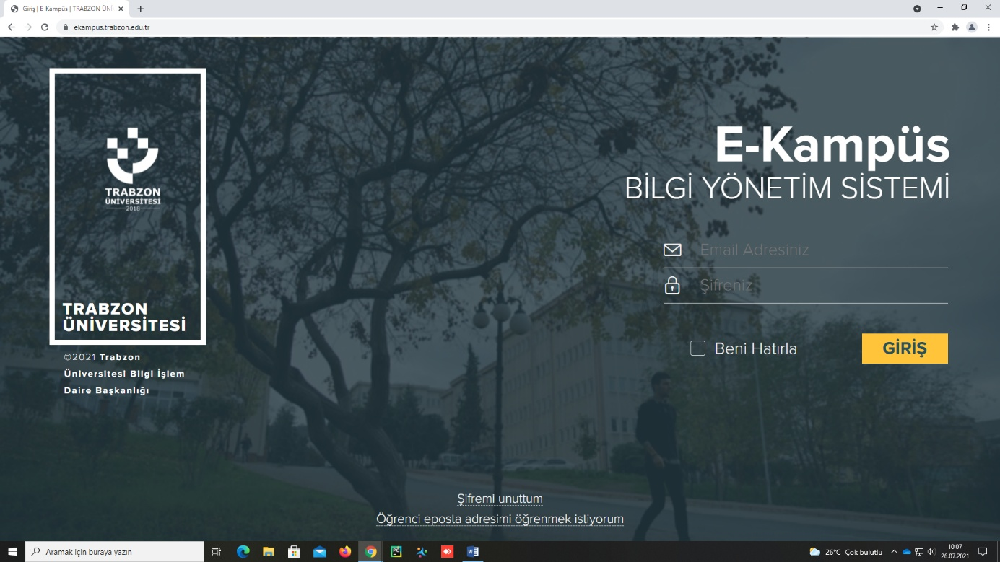 Giriş | E-Kampüs | TRABZON ÜNİ
ekampus.trabzon.edu.tr
TRABZON
ÜNİVERSİTESİ
2018
TRABZON
ÜNİVERSİTESİ
©2021 Trabzon
Üniversitesi Bilgi İşlem
Daire Başkanlığı
E-Kampüs
BİLGİ YÖNETİM SİSTEMİ
Email Adresiniz
Şifreniz
Beni Hatırla
GİRİŞ
Şifremi unuttum
Öğrenci eposta adresimi öğrenmek istiyorum
Aramak için buraya yazın
PC
W
26°C Çok bulutlu
10:07
26.07.2021